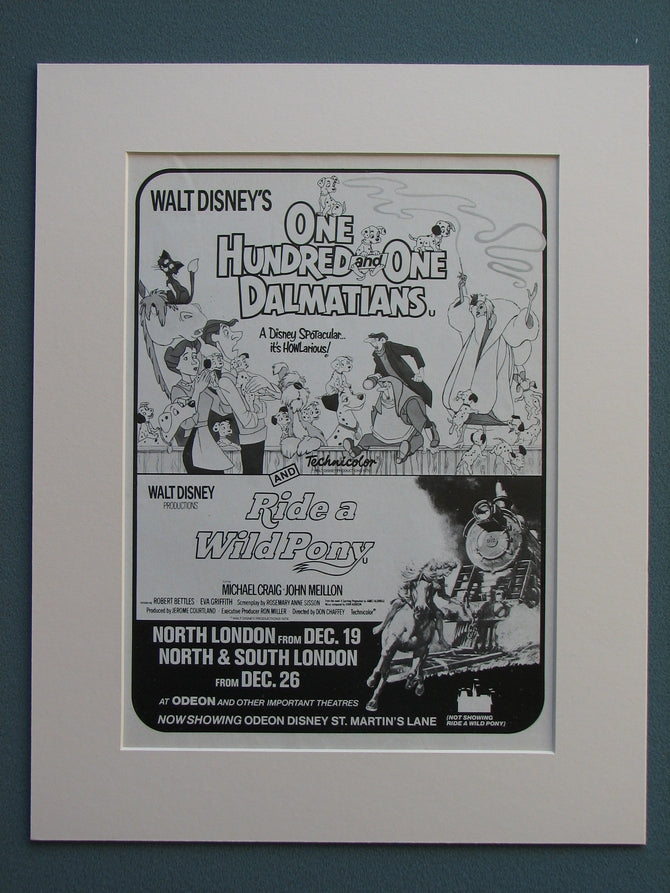 WALT DISNEY'S
ONE
HUNDRED and ONE
DALMATIANS U
A Disney SPOTacular...
it's HOWLarious!
Technicolor
AND
WALT DISNEY
PRODUCTIONS
Ride a
Wild Pony U
MICHAEL CRAIG JOHN MEILLON
ROBERT BETTLES EVA GRIFFITH Screenplay by ROSEMARY ANNE SISSON
Produced by JEROME COURTLAND Executive Producer RON MILLER Directed by DON CHAFFEY Technicolor
NORTH LONDON FROM DEC. 19
NORTH & SOUTH LONDON
FROM DEC. 26
AT ODEON AND OTHER IMPORTANT THEATRES
NOW SHOWING ODEON DISNEY ST. MARTIN'S LANE
(NOT SHOWING
RIDE A WILD PONY)